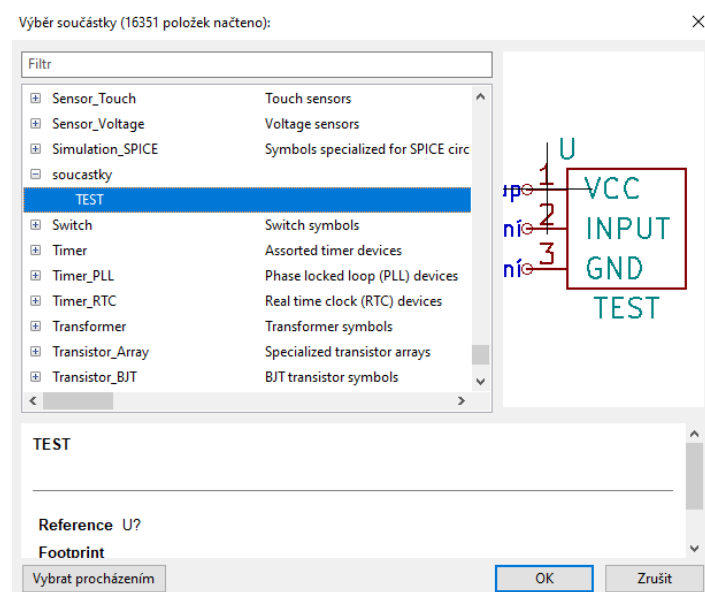 Výběr součástky (16351 položek načteno):
Filtr
Sensor_Touch Touch sensors
Sensor_Voltage Voltage sensors
Simulation_SPICE Symbols specialized for SPICE circ
soucastky
TEST
Switch Switch symbols
Timer Assorted timer devices
Timer_PLL Phase locked loop (PLL) devices
Timer_RTC Real time clock (RTC) devices
Transformer Transformer symbols
Transistor_Array Specialized transistor arrays
Transistor_BJT BJT transistor symbols
U
1 VCC
ní 2 INPUT
ní 3 GND
TEST
TEST
Reference U?
Footprint
Vybrat procházením OK Zrušit